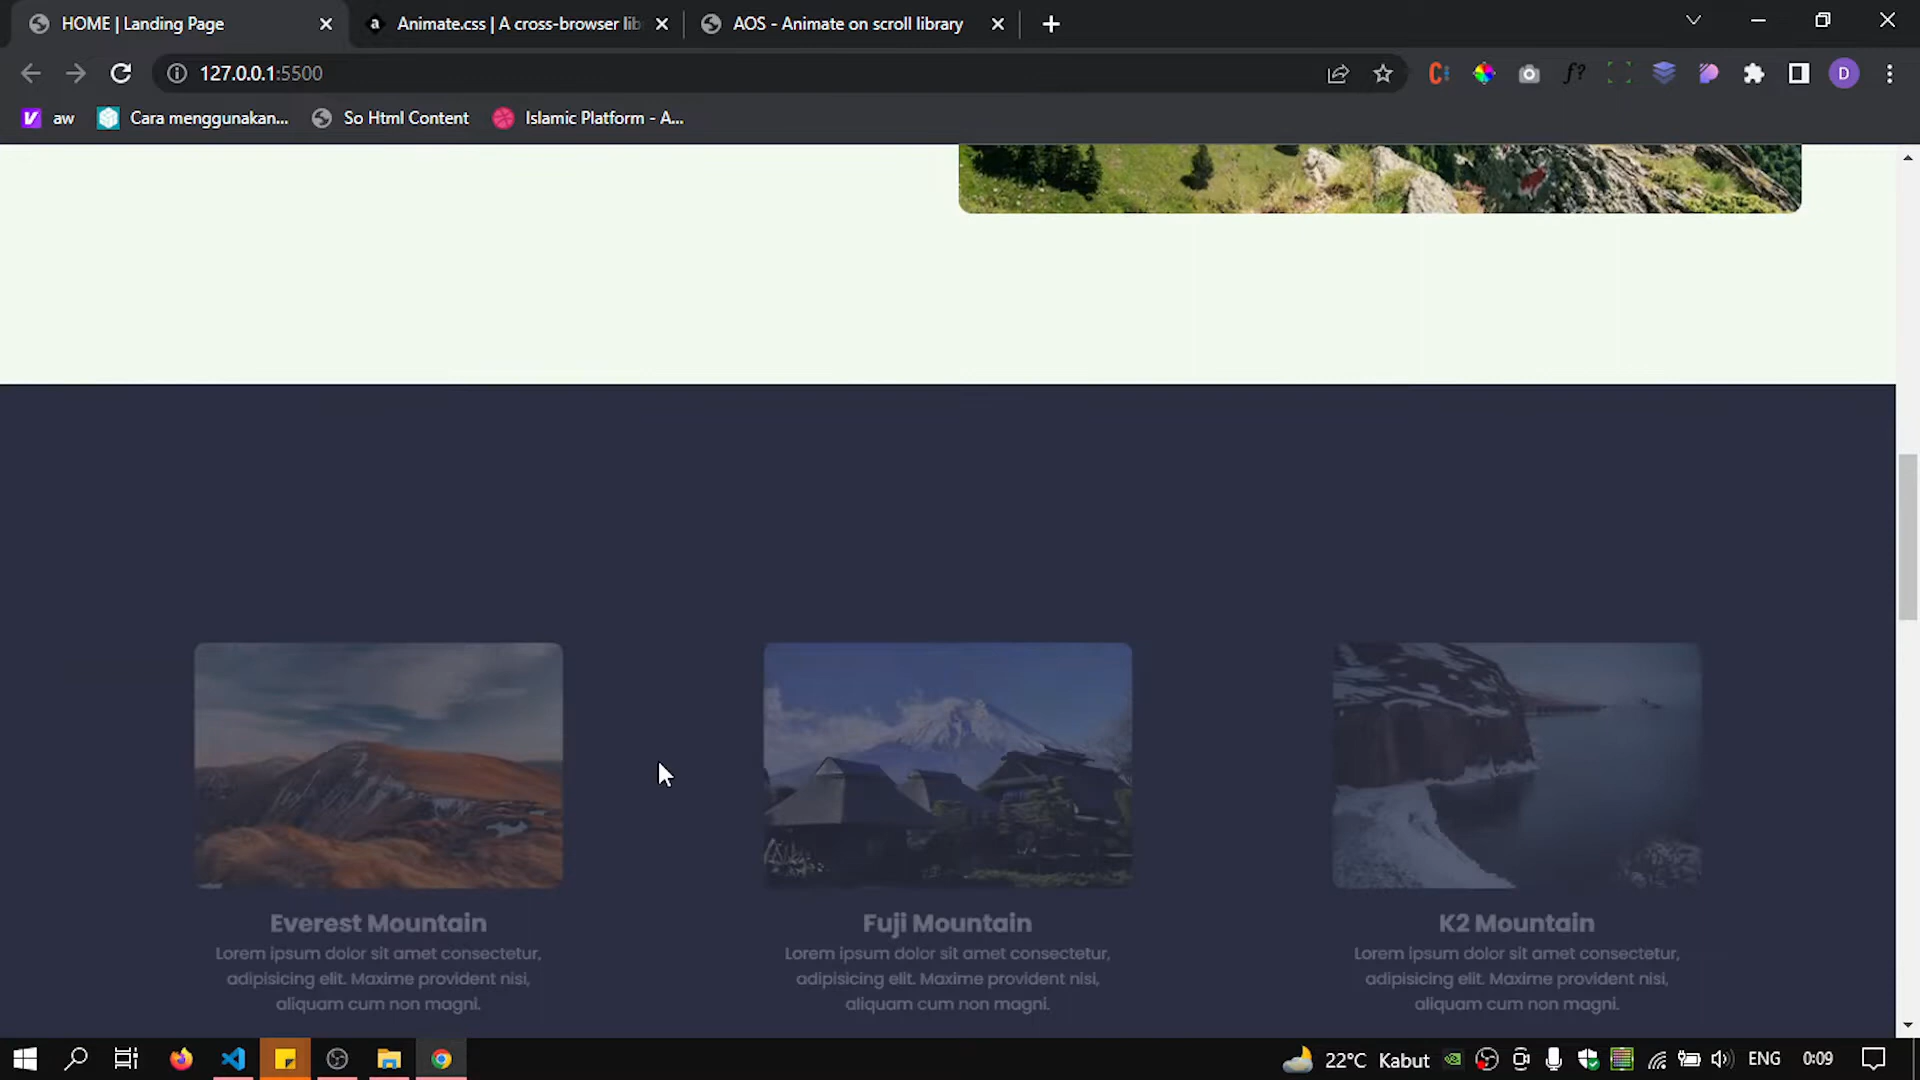 HOME | Landing Page
Animate.css | A cross-browser lib
AOS - Animate on scroll library
127.0.0.1:5500
D
aw
Cara menggunakan...
So Html Content
Islamic Platform - A...
Everest Mountain
Lorem ipsum dolor sit amet consectetur,
adipisicing elit. Maxime provident nisi,
aliquam cum non magni.
Fuji Mountain
Lorem ipsum dolor sit amet consectetur,
adipisicing elit. Maxime provident nisi,
aliquam cum non magni.
K2 Mountain
Lorem ipsum dolor sit amet consectetur,
adipisicing elit. Maxime provident nisi,
aliquam cum non magni.
22°C Kabut
ENG
0:09